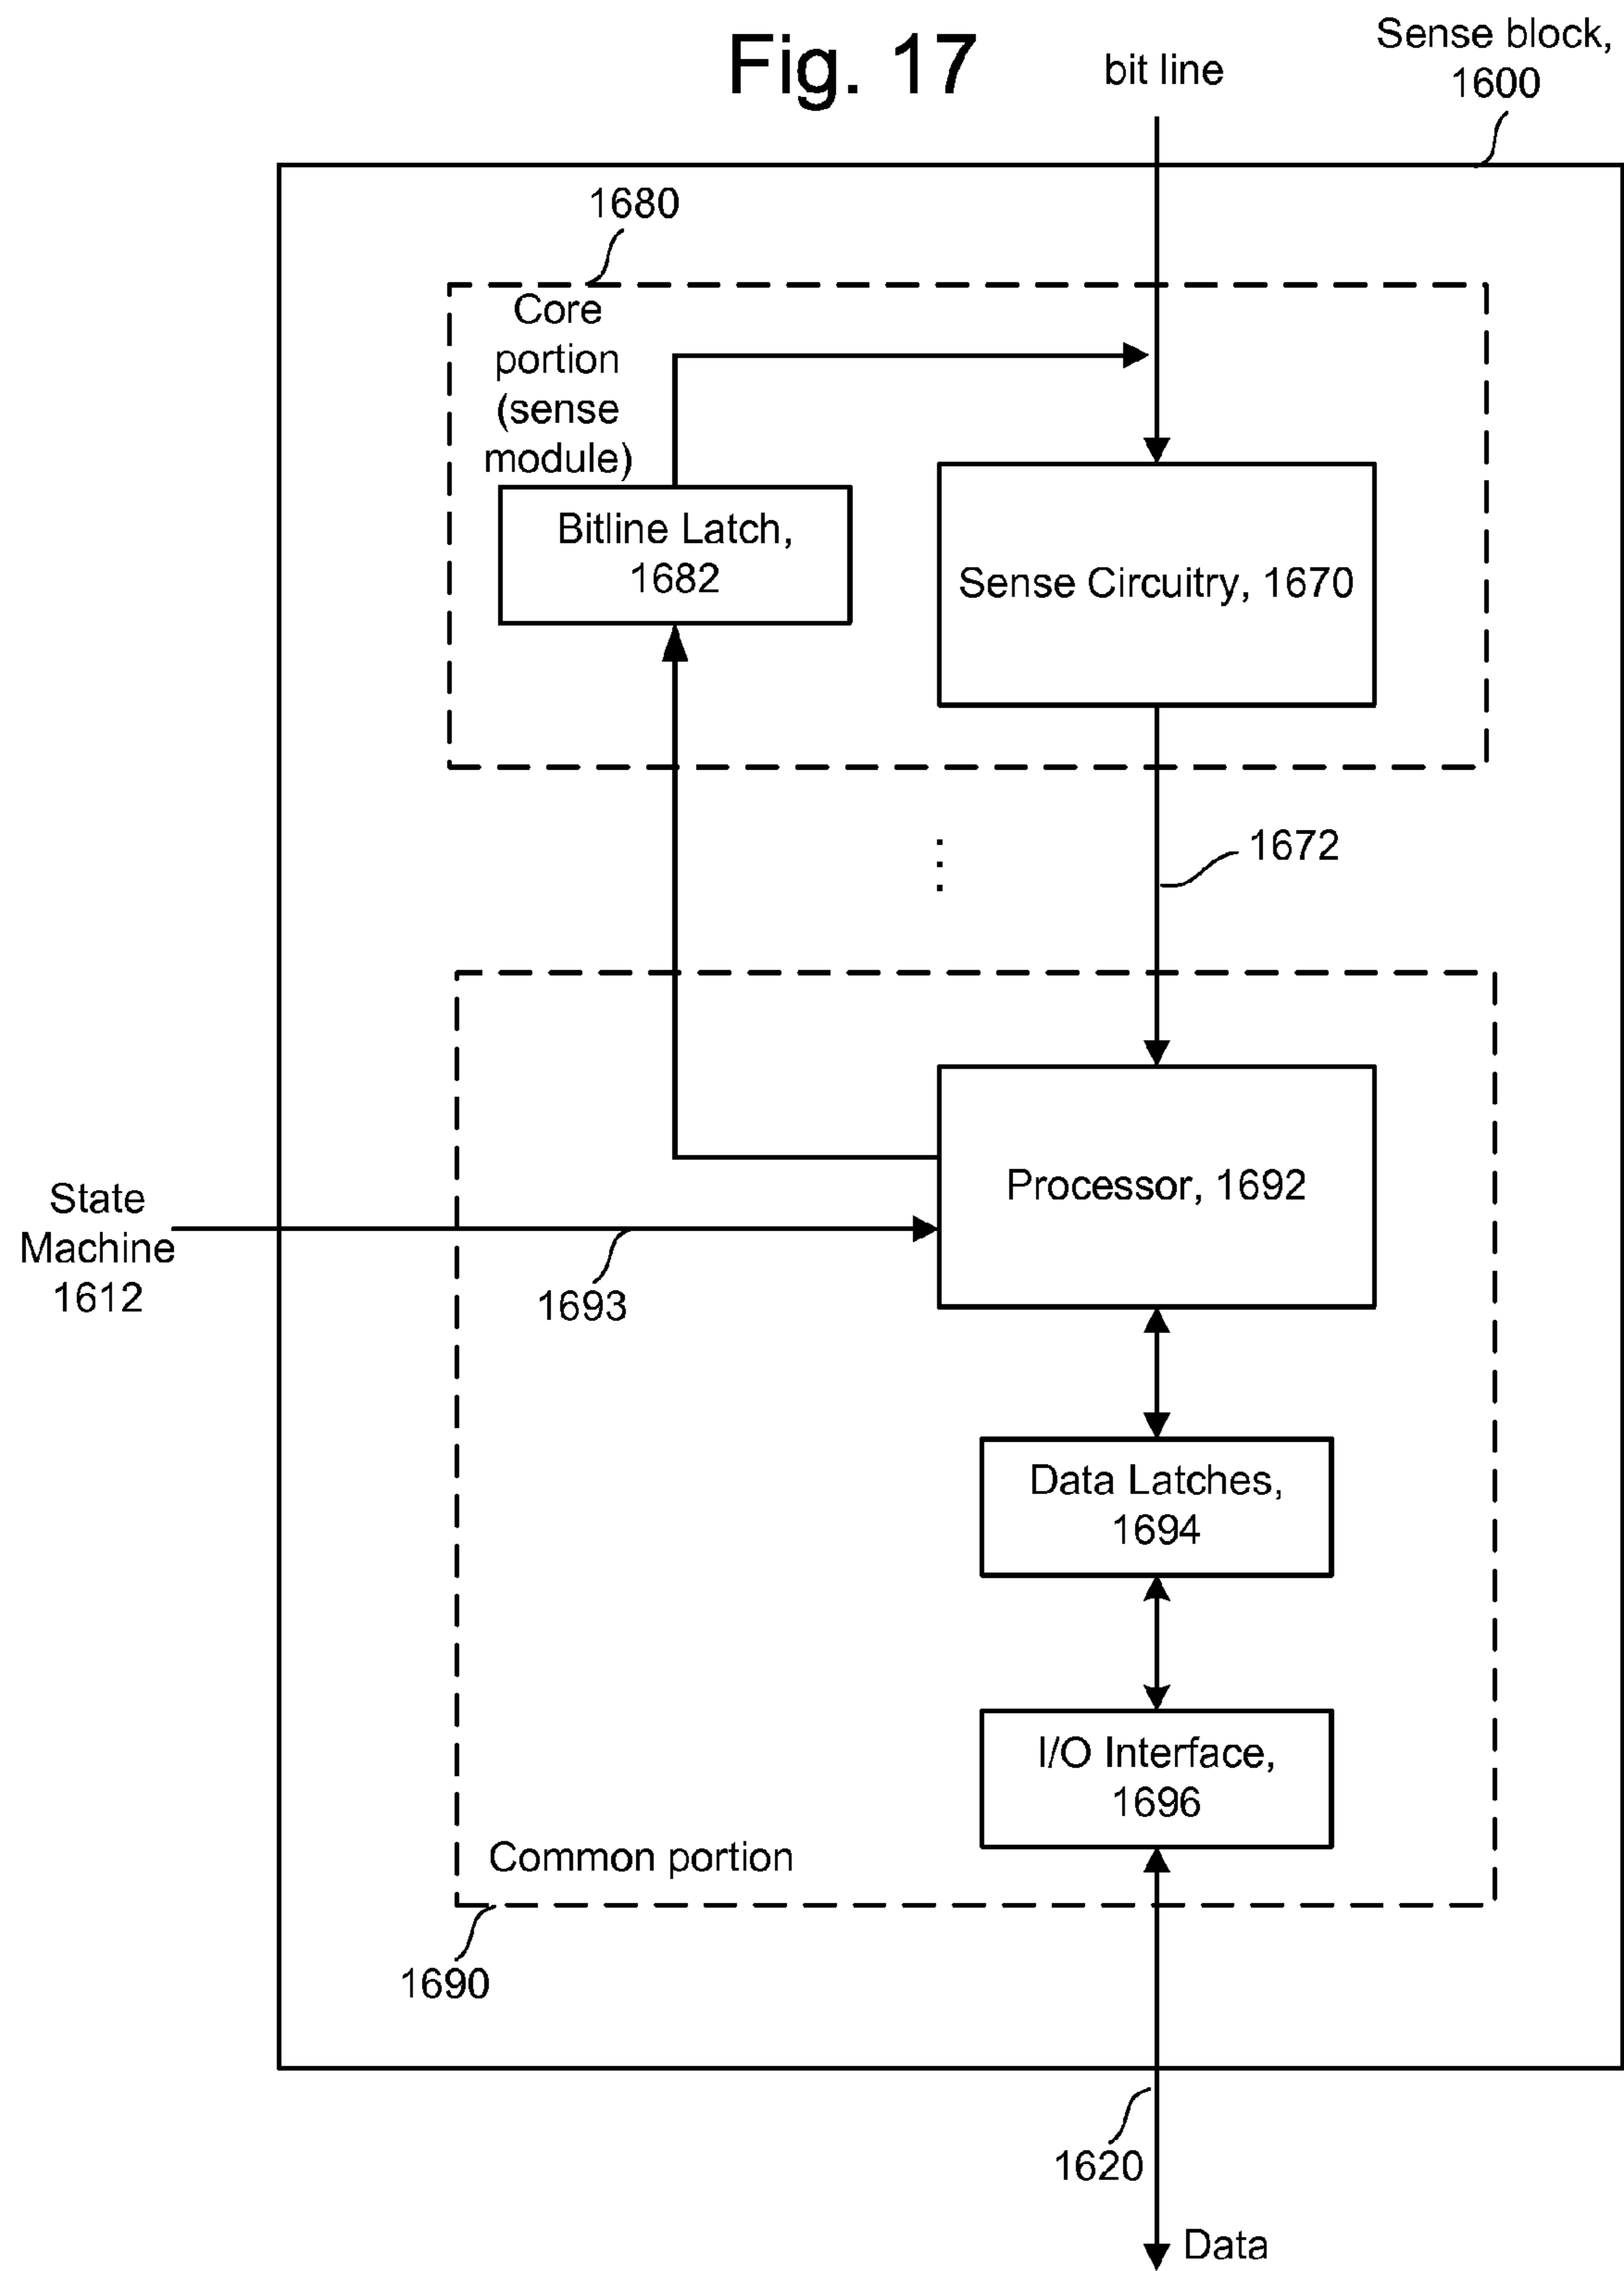 Fig. 17
bit line
Sense block,
1600
1680
Core
portion
(sense
module)
Bitline Latch,
1682
Sense Circuitry, 1670
1672
Processor, 1692
State
Machine
1612
1693
Data Latches,
1694
I/O Interface,
1696
Common portion
1690
1620
Data